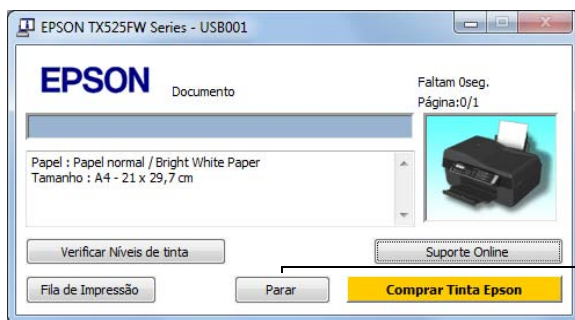 EPSON TX525FW Series - USB001
EPSON Documento
Faltam 0seg.
Página:0/1
Papel : Papel normal / Bright White Paper
Tamanho : A4 - 21 x 29,7 cm
Verificar Níveis de tinta
Suporte Online
Fila de Impressão
Parar
Comprar Tinta Epson